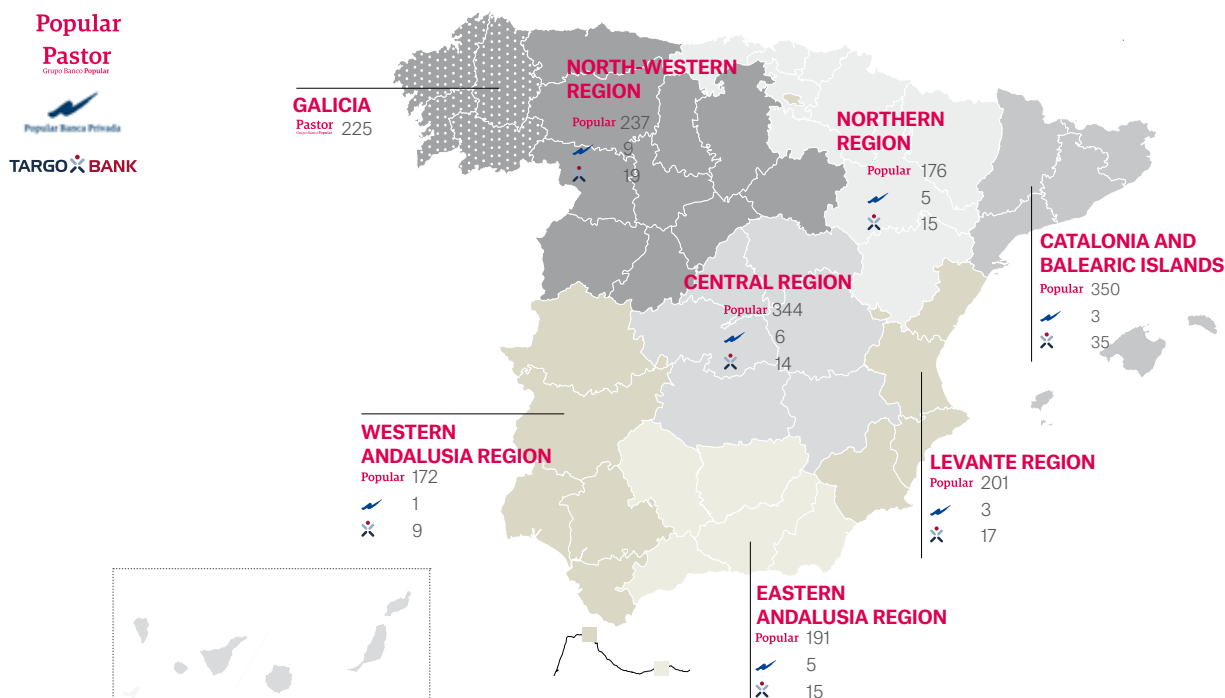 Popular
Pastor
Grupo Banco Popular
Popular Banca Privada
TARGO BANK
GALICIA
Pastor 225
Grupo Banco Popular
NORTH-WESTERN
REGION
Popular 237
9
19
NORTHERN
REGION
Popular 176
5
15
CATALONIA AND
BALEARIC ISLANDS
Popular 350
3
35
CENTRAL REGION
Popular 344
6
14
WESTERN
ANDALUSIA REGION
Popular 172
1
9
LEVANTE REGION
Popular 201
3
17
EASTERN
ANDALUSIA REGION
Popular 191
5
15